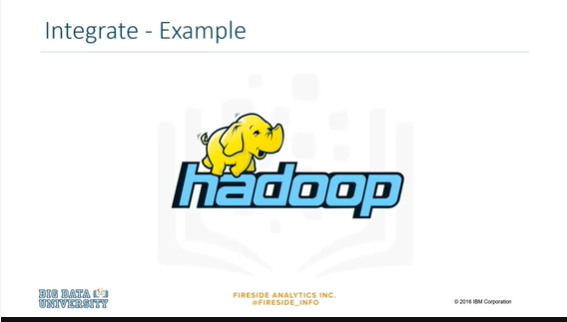 Integrate - Example
hadoop
BIG DATA
UNIVERSITY
FIRESIDE ANALYTICS INC.
@FIRESIDE_INFO
© 2016 IBM Corporation